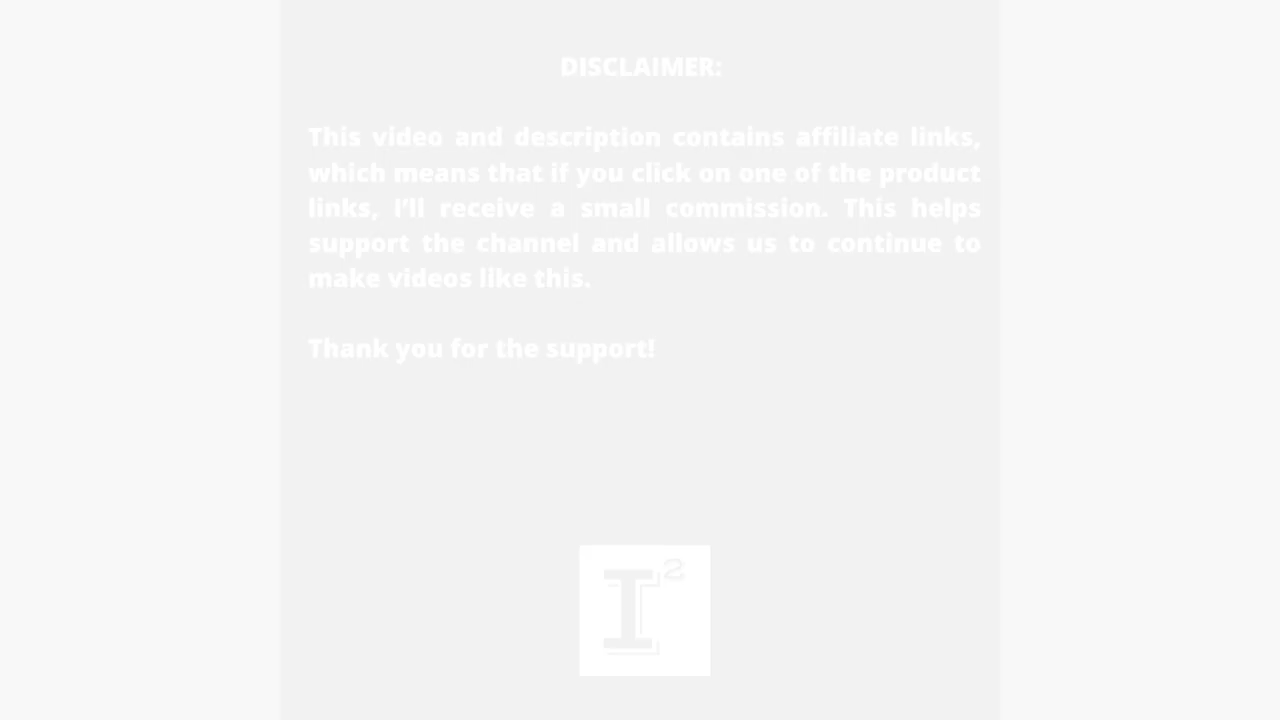 DISCLAIMER:
This video and description contains affiliate links,
which means that if you click on one of the product
links, I'll receive a small commission. This helps
support the channel and allows us to continue to
make videos like this.
Thank you for the support!
I²